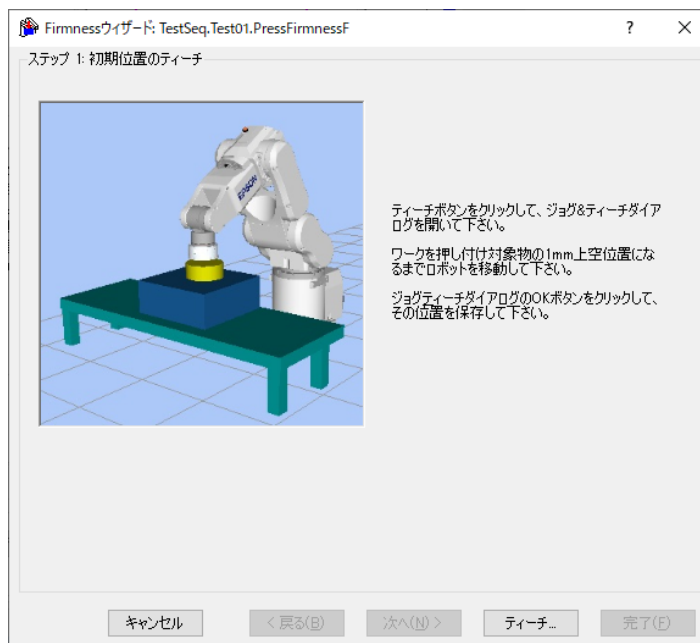 Firmnessウィザード: TestSeq.Test01.PressFirmnessF
?
ステップ 1: 初期位置のティーチ
EPSON
ティーチボタンをクリックして、ジョグ&ティーチダイア
ログを開いて下さい。
ワークを押し付け対象物の1mm上空位置にな
るまでロボットを移動して下さい。
ジョグティーチダイアログのOKボタンをクリックして、
その位置を保存して下さい。
キャンセル
< 戻る(B)
次へ(N) >
ティーチ...
完了(F)